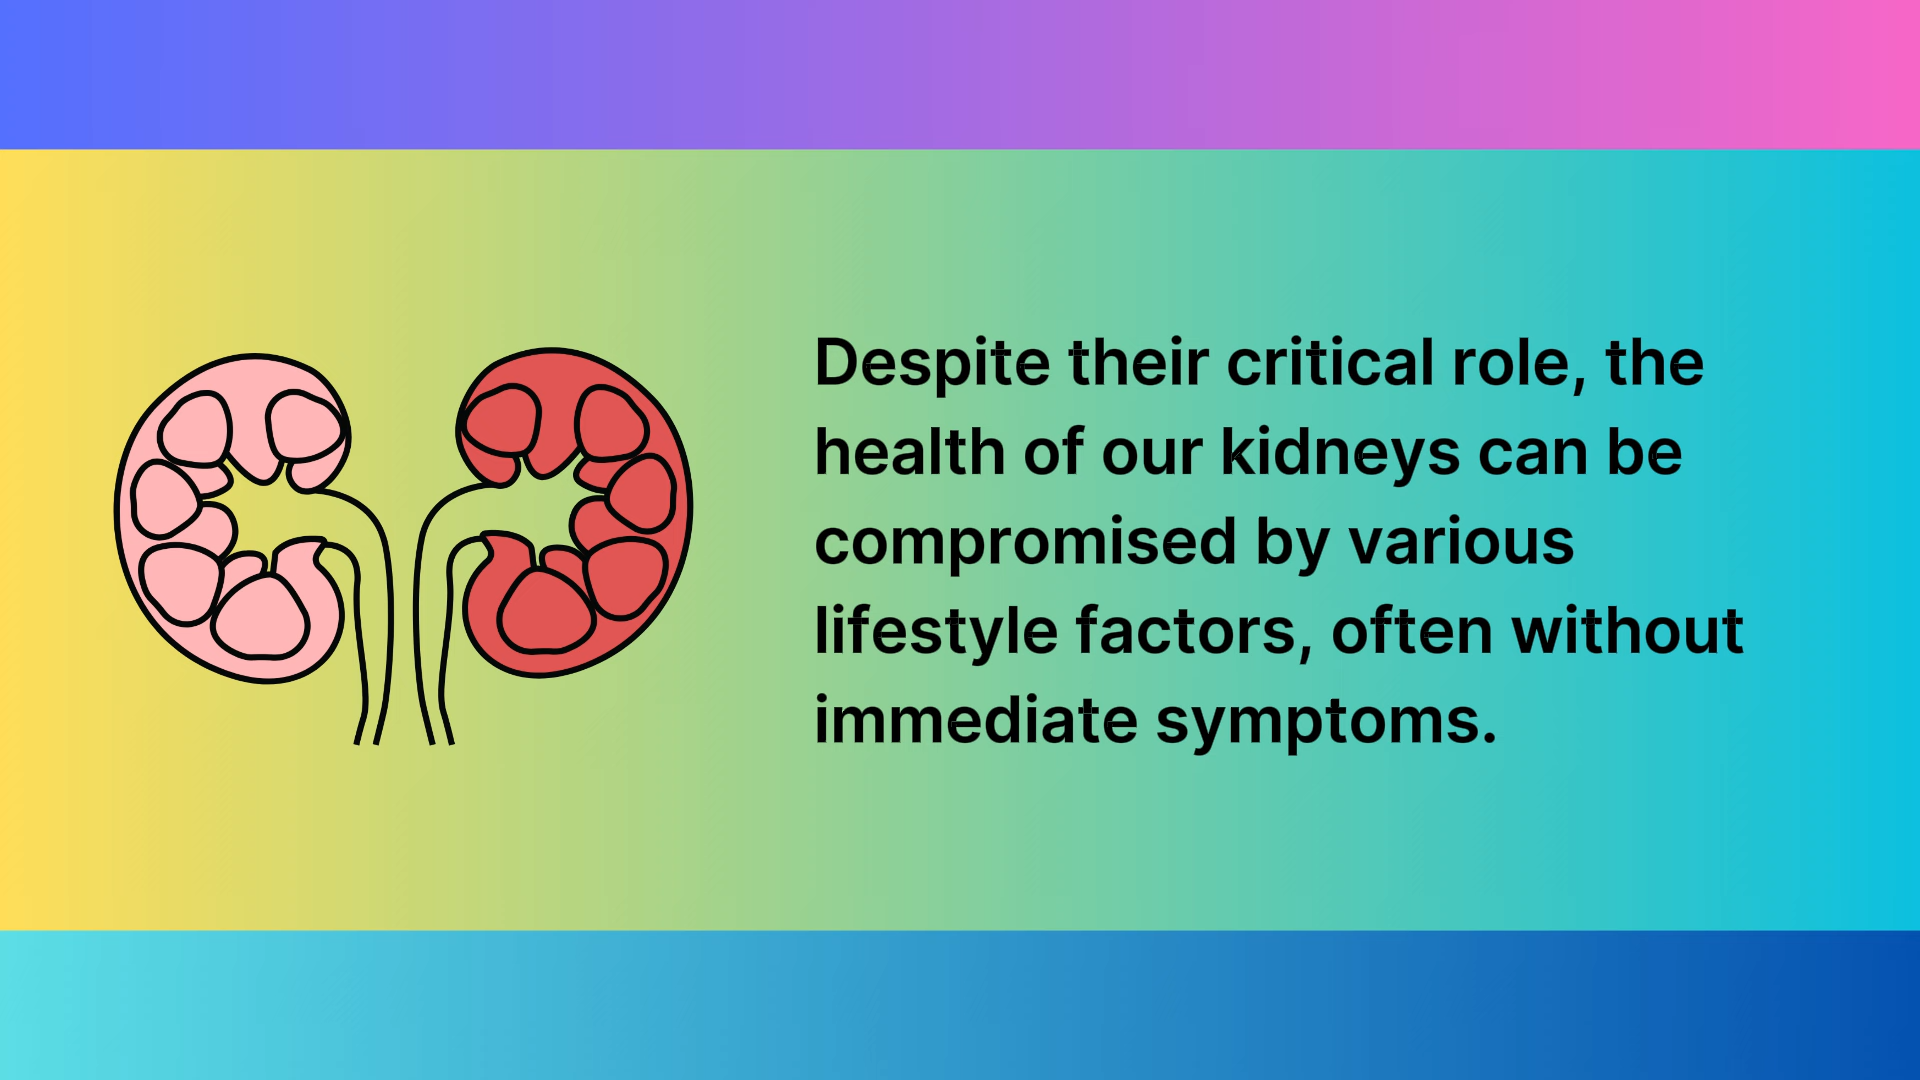 Despite their critical role, the
health of our kidneys can be
compromised by various
lifestyle factors, often without
immediate symptoms.